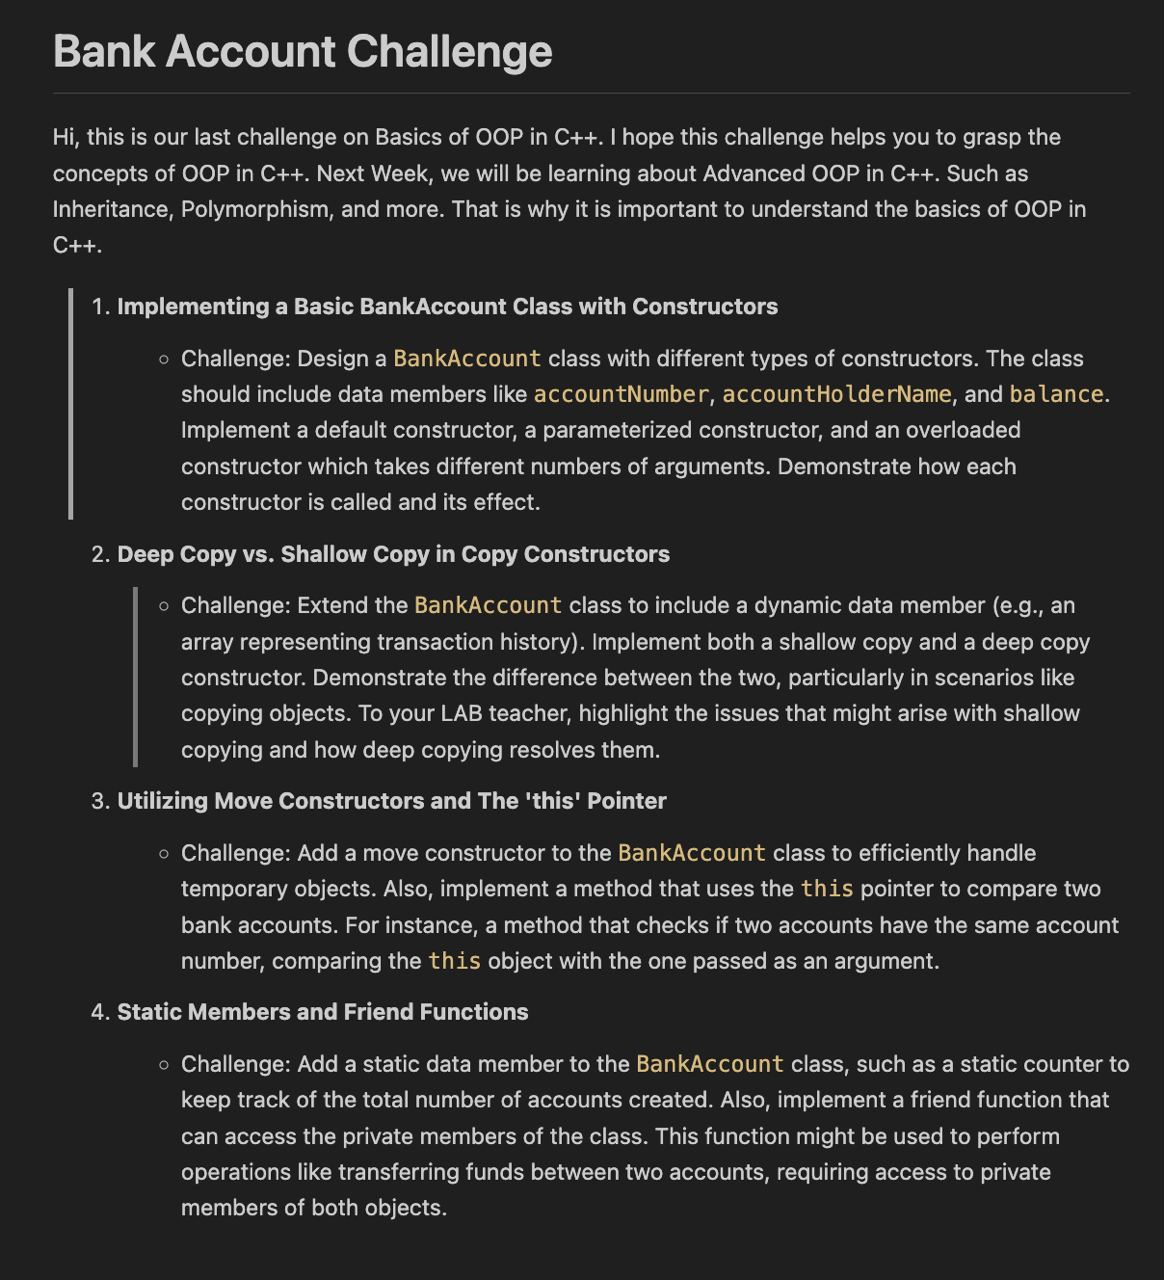 Bank Account Challenge
Hi, this is our last challenge on Basics of OOP in C++. I hope this challenge helps you to grasp the
concepts of OOP in C++. Next Week, we will be learning about Advanced OOP in C++. Such as
Inheritance, Polymorphism, and more. That is why it is important to understand the basics of OOP in
C++.
1. Implementing a Basic BankAccount Class with Constructors
○ Challenge: Design a BankAccount class with different types of constructors. The class
should include data members like accountNumber, accountHolderName, and balance.
Implement a default constructor, a parameterized constructor, and an overloaded
constructor which takes different numbers of arguments. Demonstrate how each
constructor is called and its effect.
2. Deep Copy vs. Shallow Copy in Copy Constructors
○ Challenge: Extend the BankAccount class to include a dynamic data member (e.g., an
array representing transaction history). Implement both a shallow copy and a deep copy
constructor. Demonstrate the difference between the two, particularly in scenarios like
copying objects. To your LAB teacher, highlight the issues that might arise with shallow
copying and how deep copying resolves them.
3. Utilizing Move Constructors and The 'this' Pointer
○ Challenge: Add a move constructor to the BankAccount class to efficiently handle
temporary objects. Also, implement a method that uses the this pointer to compare two
bank accounts. For instance, a method that checks if two accounts have the same account
number, comparing the this object with the one passed as an argument.
4. Static Members and Friend Functions
○ Challenge: Add a static data member to the BankAccount class, such as a static counter to
keep track of the total number of accounts created. Also, implement a friend function that
can access the private members of the class. This function might be used to perform
operations like transferring funds between two accounts, requiring access to private
members of both objects.